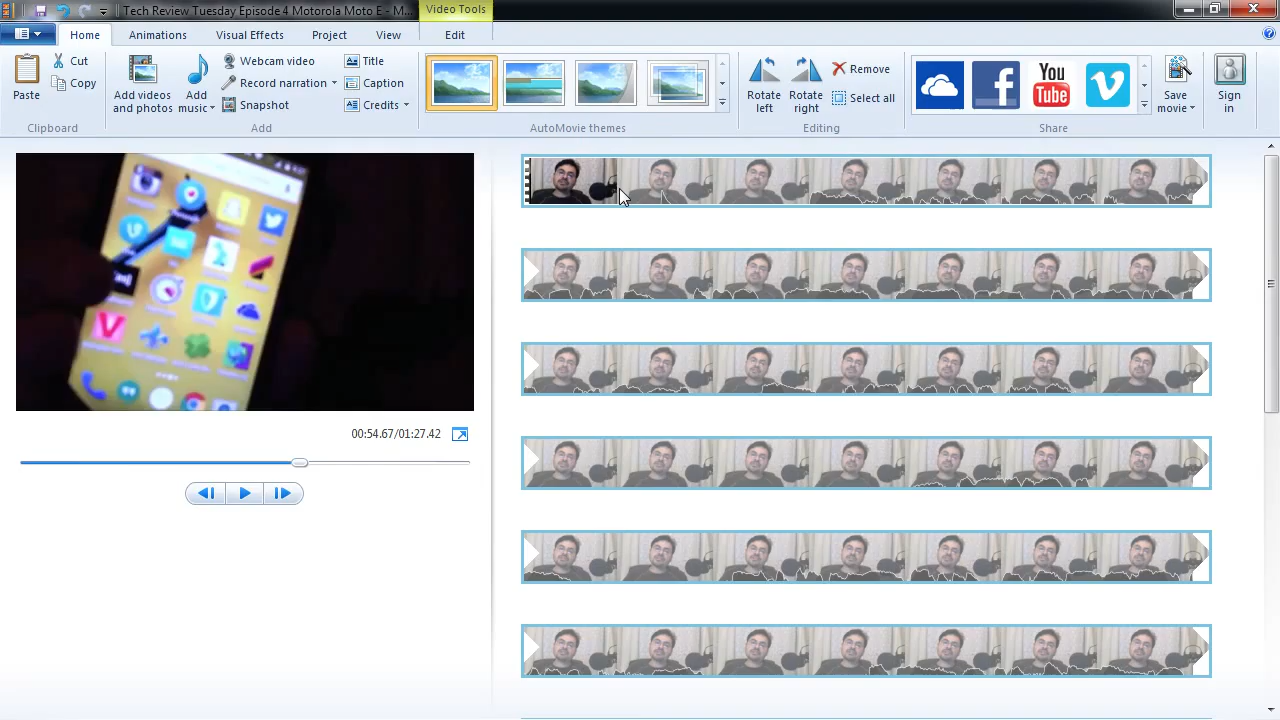 Tech Review Tuesday Episode 4 Motorola Moto E - M...
Video Tools
Home
Animations
Visual Effects
Project
View
Edit
Paste
Cut
Copy
Clipboard
Add videos
and photos
Add
music
Webcam video
Record narration
Snapshot
Title
Caption
Credits
Add
AutoMovie themes
Rotate
left
Rotate
right
Remove
Select all
Editing
You
Tube
Share
Save
movie
Sign
in
00:54.67/01:27.42